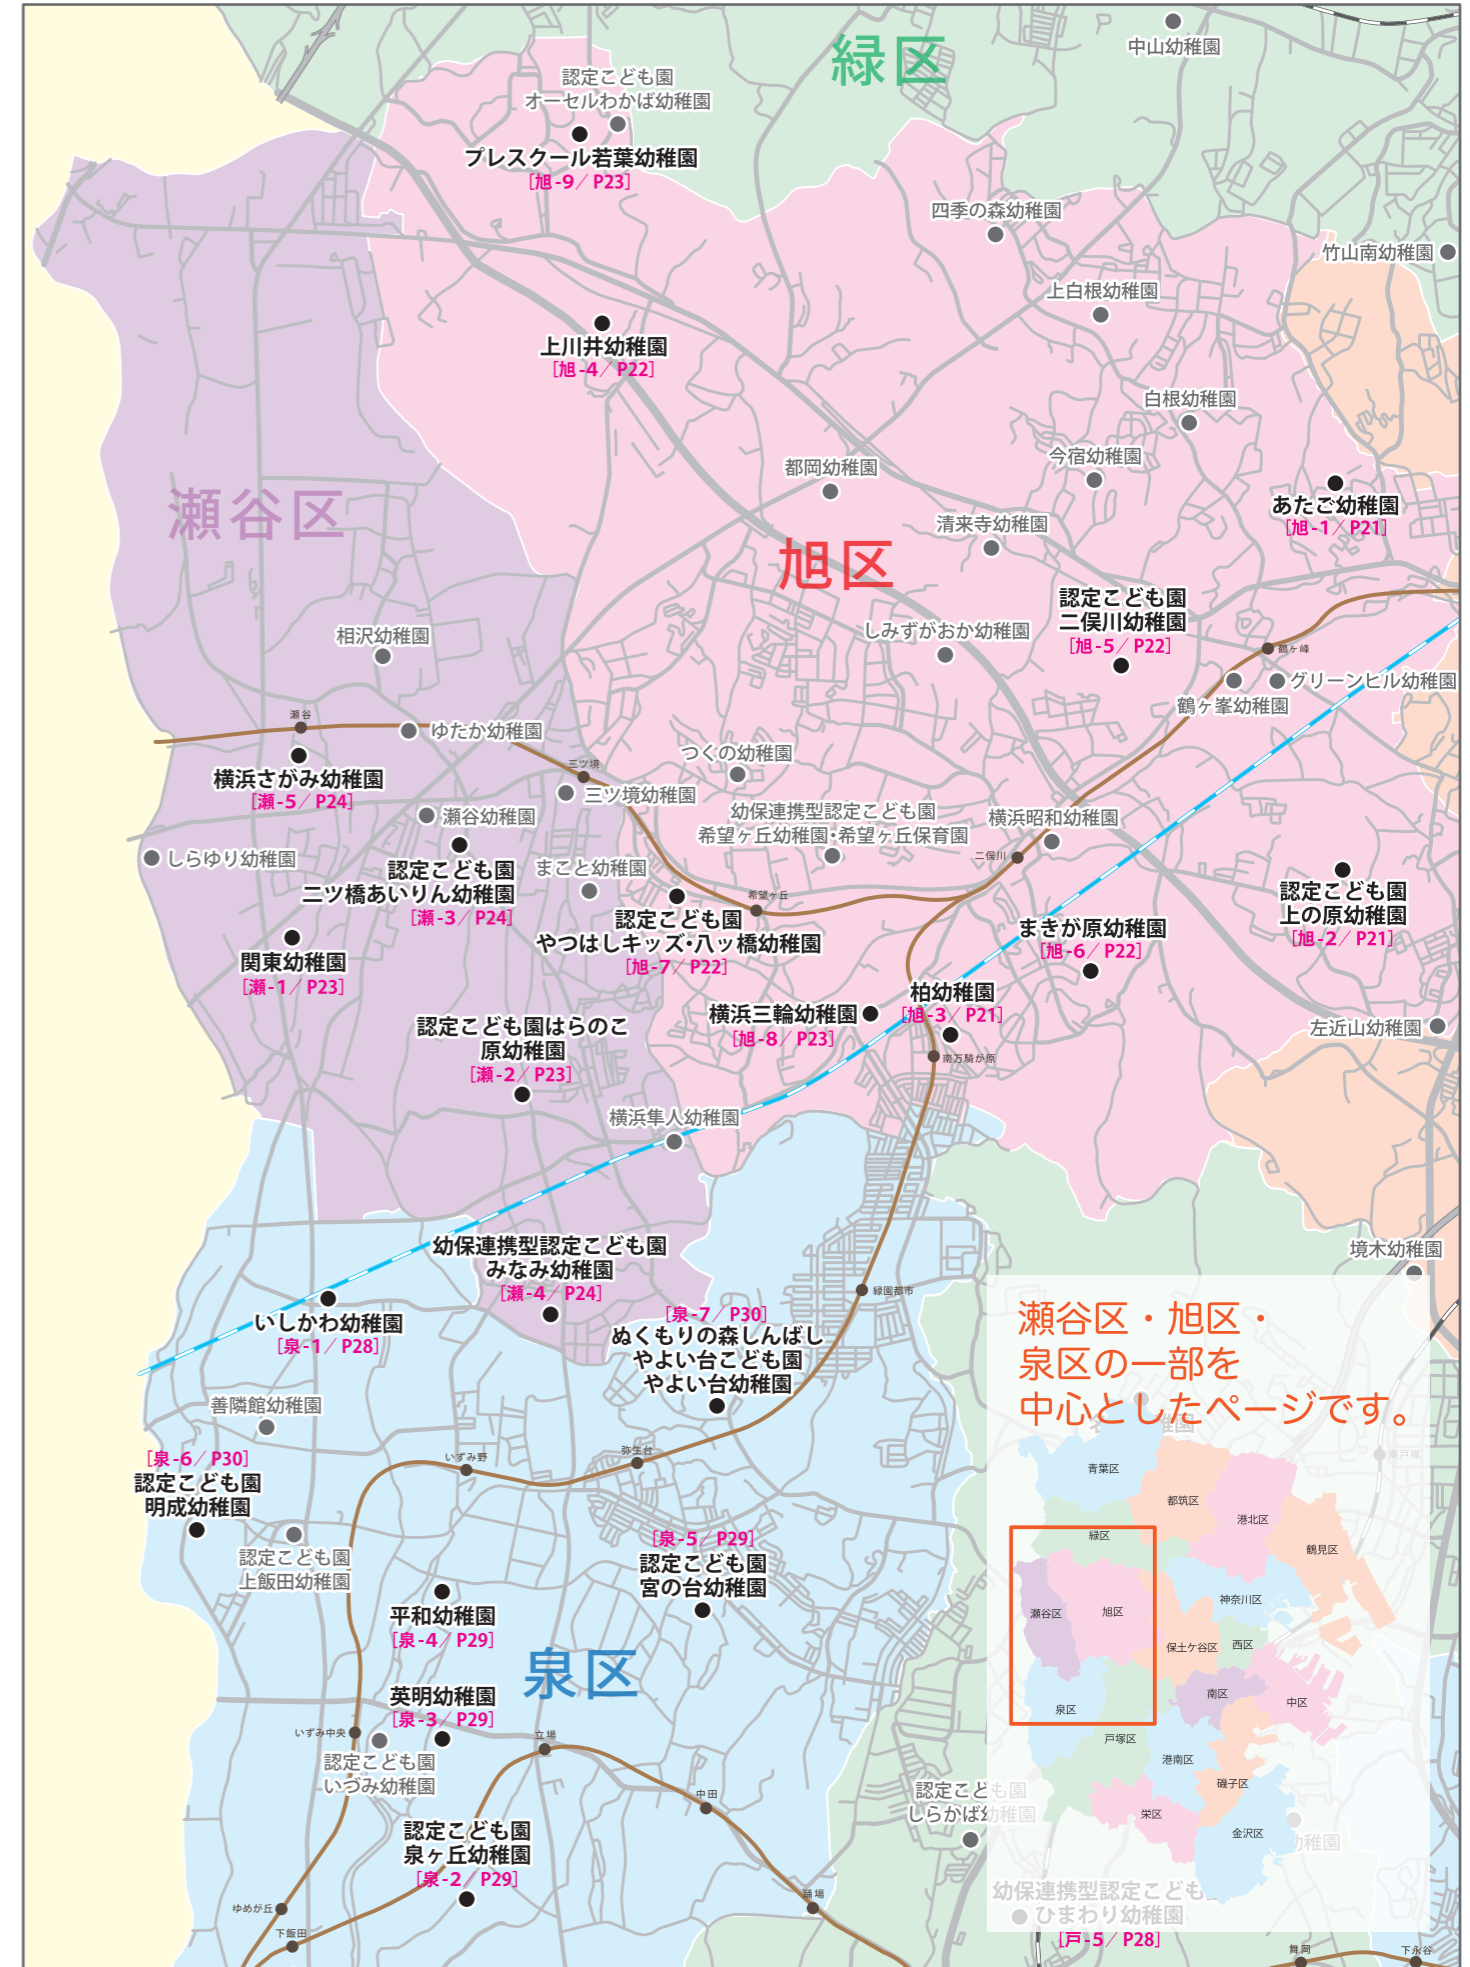 緑区
中山幼稚園
認定こども園
オーセルわかば幼稚園
プレスクール若葉幼稚園
[旭-9／P23]
四季の森幼稚園
竹山南幼稚園
上白根幼稚園
上川井幼稚園
[旭-4／P22]
白根幼稚園
今宿幼稚園
都岡幼稚園
あたご幼稚園
[旭-1／P21]
瀬谷区
清来寺幼稚園
旭区
認定こども園
二俣川幼稚園
[旭-5／P22]
相沢幼稚園
しみずがおか幼稚園
鶴ヶ峰
グリーンヒル幼稚園
鶴ヶ峯幼稚園
瀬谷
ゆたか幼稚園
つくの幼稚園
三ツ境
横浜さがみ幼稚園
[瀬-5／P24]
三ツ境幼稚園
瀬谷幼稚園
幼保連携型認定こども園
希望ヶ丘幼稚園・希望ヶ丘保育園
横浜昭和幼稚園
二俣川
しらゆり幼稚園
認定こども園
二ツ橋あいりん幼稚園
[瀬-3／P24]
まこと幼稚園
希望ヶ丘
認定こども園
上の原幼稚園
[旭-2／P21]
認定こども園
やつはしキッズ・八ッ橋幼稚園
[旭-7／P22]
まきが原幼稚園
[旭-6／P22]
関東幼稚園
[瀬-1／P23]
柏幼稚園
[旭-3／P21]
横浜三輪幼稚園
[旭-8／P23]
左近山幼稚園
認定こども園はらのこ
原幼稚園
[瀬-2／P23]
南万騎が原
横浜隼人幼稚園
幼保連携型認定こども園
みなみ幼稚園
[瀬-4／P24]
境木幼稚園
緑園都市
いしかわ幼稚園
[泉-1／P28]
[泉-7／P30]
ぬくもりの森しんばし
やよい台こども園
やよい台幼稚園
瀬谷区・旭区・
泉区の一部を
中心としたページです。
稚園
善隣館幼稚園
[泉-6／P30]
認定こども園
明成幼稚園
いずみ野
弥生台
東戸塚
青葉区
都筑区
港北区
緑区
鶴見区
認定こども園
上飯田幼稚園
[泉-5／P29]
認定こども園
宮の台幼稚園
平和幼稚園
[泉-4／P29]
神奈川区
瀬谷区
旭区
保土ケ谷区
西区
泉区
英明幼稚園
[泉-3／P29]
南区
中区
泉区
いずみ中央
立場
戸塚区
港南区
認定こども園
いづみ幼稚園
磯子区
中田
認定こども園
しらかば幼稚園
栄区
金沢区
幼稚園
認定こども園
泉ヶ丘幼稚園
[泉-2／P29]
踊場
幼保連携型認定こども
ひまわり幼稚園
[戸-5／P28]
ゆめが丘
下飯田
舞岡
下永谷